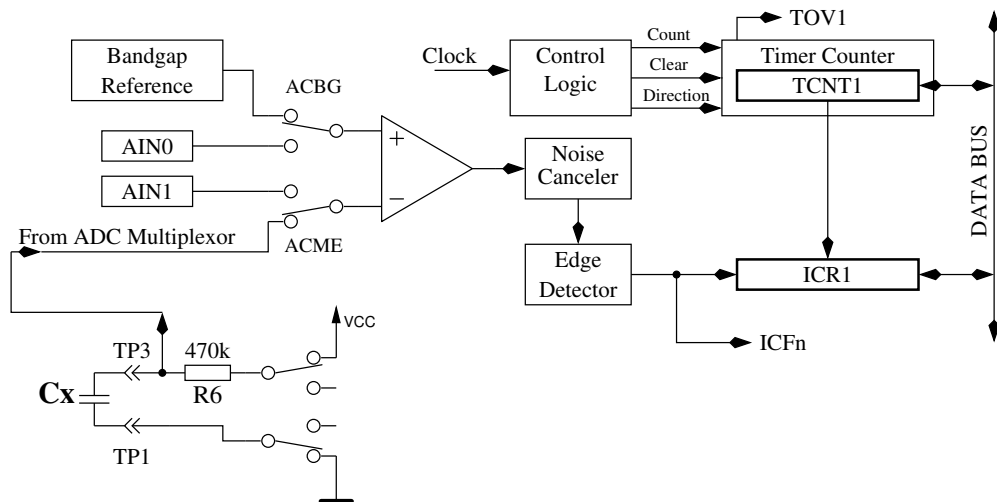 Bandgap
Reference
ACBG
AIN0
AIN1
From ADC Multiplexor
ACME
+
−
Clock
Control
Logic
Count
Clear
Direction
TOV1
Timer Counter
TCNT1
Noise
Canceler
Edge
Detector
ICR1
ICFn
DATA BUS
VCC
TP3
470k
R6
Cx
TP1